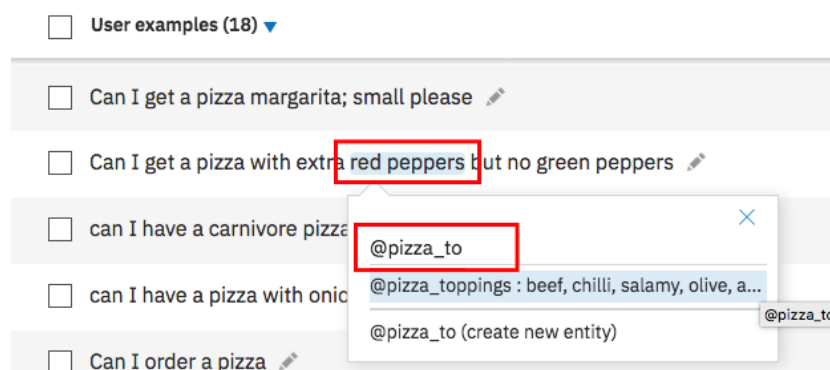 User examples (18)
Can I get a pizza margarita; small please
Can I get a pizza with extra red peppers but no green peppers
can I have a carnivore pizza
@pizza_to
@pizza_toppings : beef, chilli, salamy, olive, a...
can I have a pizza with onio
@pizza_to
@pizza_to (create new entity)
Can I order a pizza